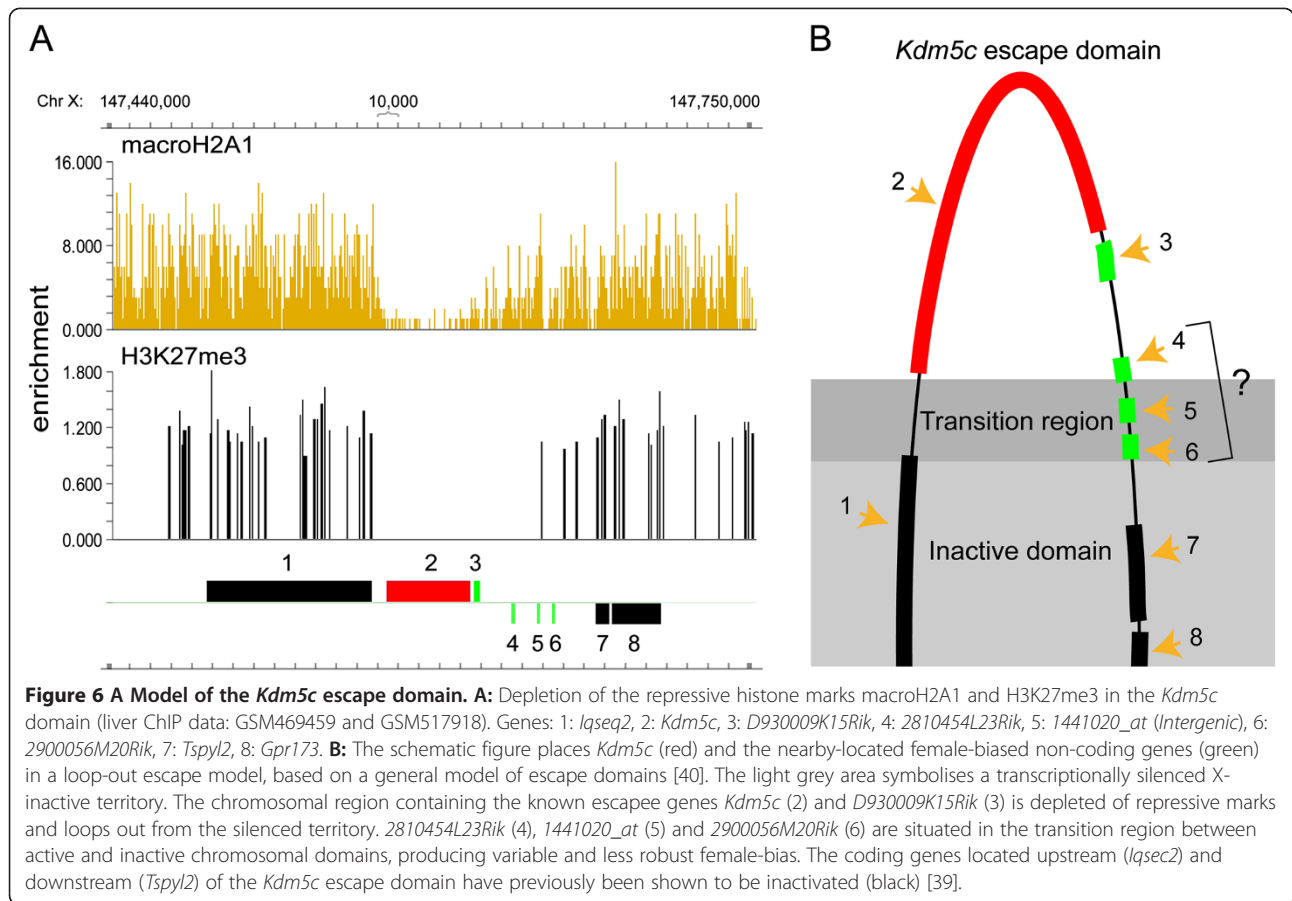 A
Chr X: 147,440,000 10,000 147,750,000
macroH2A1
16.000
8.000
0.000
enrichment
H3K27me3
1.800
1.200
0.600
0.000
1 2 3
4 5 6 7 8
B
Kdm5c escape domain
2
3
4
?
Transition region 5
6
1
Inactive domain 7
8
Figure 6 A Model of the Kdm5c escape domain. A: Depletion of the repressive histone marks macroH2A1 and H3K27me3 in the Kdm5c
domain (liver ChIP data: GSM469459 and GSM517918). Genes: 1: Iqseq2, 2: Kdm5c, 3: D930009K15Rik, 4: 2810454L23Rik, 5: 1441020_at (Intergenic), 6:
2900056M20Rik, 7: Tspyl2, 8: Gpr173. B: The schematic figure places Kdm5c (red) and the nearby-located female-biased non-coding genes (green)
in a loop-out escape model, based on a general model of escape domains [40]. The light grey area symbolises a transcriptionally silenced X-
inactive territory. The chromosomal region containing the known escapee genes Kdm5c (2) and D930009K15Rik (3) is depleted of repressive marks
and loops out from the silenced territory. 2810454L23Rik (4), 1441020_at (5) and 2900056M20Rik (6) are situated in the transition region between
active and inactive chromosomal domains, producing variable and less robust female-bias. The coding genes located upstream (Iqsec2) and
downstream (Tspyl2) of the Kdm5c escape domain have previously been shown to be inactivated (black) [39].